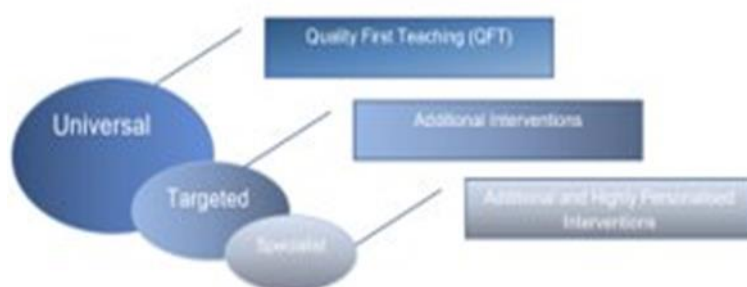 Quality First Teaching (QFT)
Universal
Additional Interventions
Targeted
Additional and Highly Personalised
Interventions
Specialist